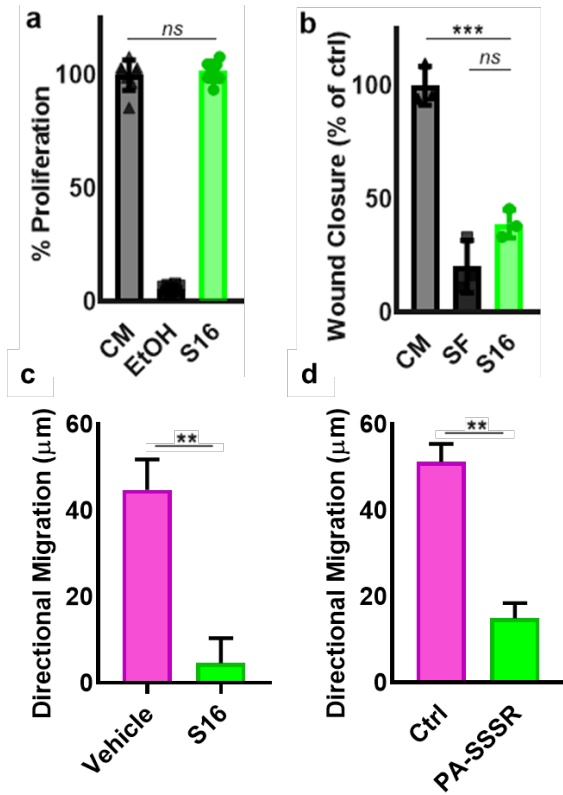 a
ns
% Proliferation
100
50
0
CM
EtOH
S16
b
***
ns
Wound Closure (% of ctrl)
100
50
0
CM
SF
S16
c
**
Directional Migration (μm)
60
40
20
0
Vehicle
S16
d
**
Directional Migration (μm)
60
40
20
0
Ctrl
PA-SSSR